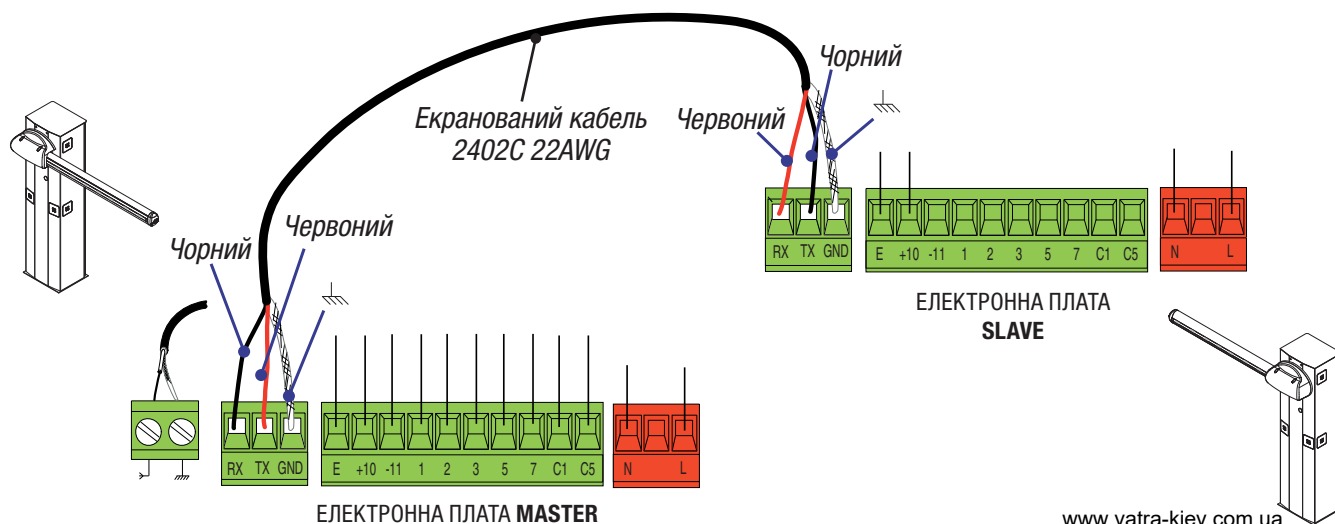 Чорний
Екранований кабель
2402C 22AWG
Червоний
RX TX GND
E +10 -11 1 2 3 5 7 C1 C5
N L
ЕЛЕКТРОННА ПЛАТА
SLAVE
Чорний
Червоний
RX TX GND
E +10 -11 1 2 3 5 7 C1 C5
N L
ЕЛЕКТРОННА ПЛАТА MASTER
www.vatra-kiev.com.ua